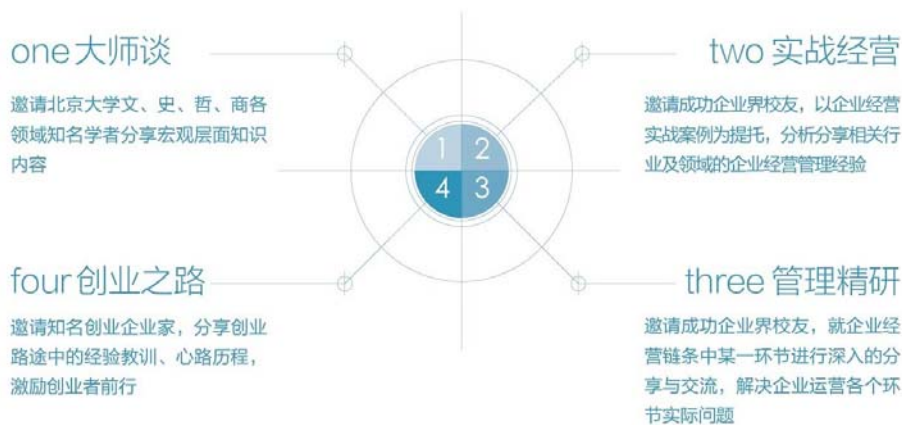 one大师谈
邀请北京大学文、史、哲、商各
领域知名学者分享宏观层面知识
内容
two 实战经营
邀请成功企业界校友，以企业经营
实战案例为提托，分析分享相关行
业及领域的企业经营管理经验
1 2
4 3
four创业之路
邀请知名创业企业家，分享创业
路途中的经验教训、心路历程，
激励创业者前行
three 管理精研
邀请成功企业界校友，就企业经
营链条中某一环节进行深入的分
享与交流，解决企业运营各个环
节实际问题